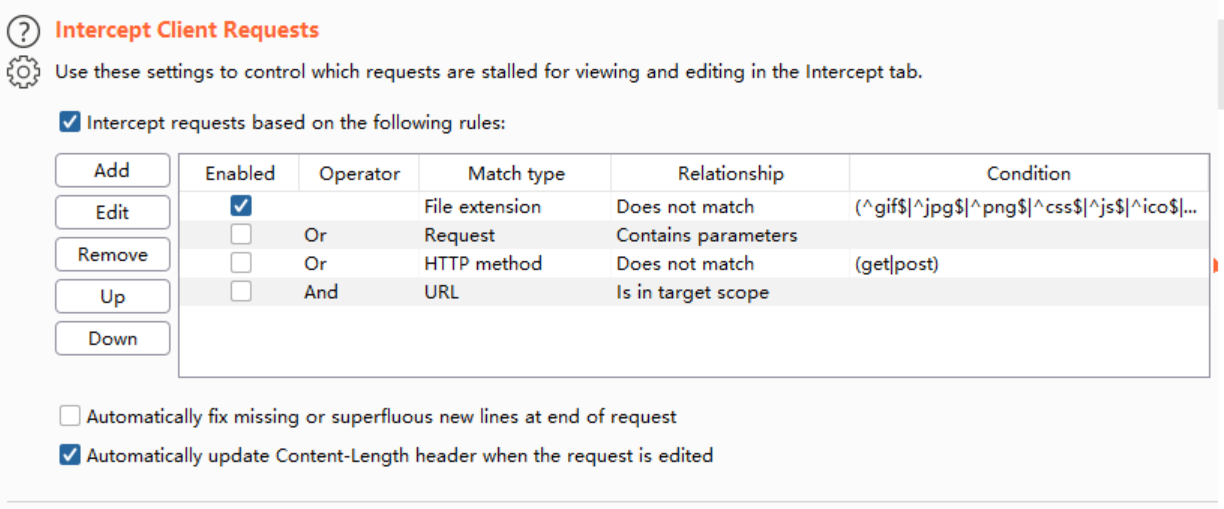 Intercept Client Requests
Use these settings to control which requests are stalled for viewing and editing in the Intercept tab.
Intercept requests based on the following rules:
Add
Edit
Remove
Up
Down
Enabled Operator Match type Relationship Condition
File extension Does not match (^gif$|^jpg$|^png$|^css$|^js$|^ico$|...
Or Request Contains parameters
Or HTTP method Does not match (get|post)
And URL Is in target scope
Automatically fix missing or superfluous new lines at end of request
Automatically update Content-Length header when the request is edited